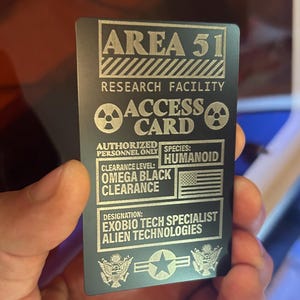 AREA 51
RESEARCH FACILITY
ACCESS
CARD
AUTHORIZED
PERSONNEL ONLY
SPECIES:
HUMANOID
CLEARANCE LEVEL:
OMEGA BLACK
CLEARANCE
DESIGNATION:
EXOBIO TECH SPECIALIST
ALIEN TECHNOLOGIES